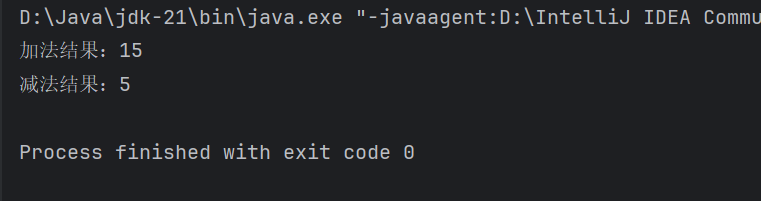 D:\Java\jdk-21\bin\java.exe "-javaagent:D:\IntelliJ IDEA Commu
加法结果：15
减法结果：5
Process finished with exit code 0